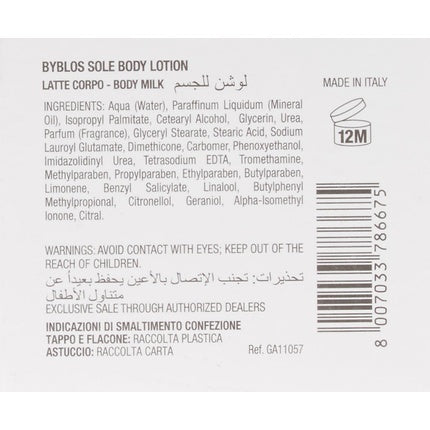 BYBLOS SOLE BODY LOTION
LATTE CORPO - BODY MILK لوشن للجسم
MADE IN ITALY
12M
INGREDIENTS: Aqua (Water), Paraffinum Liquidum (Mineral
Oil), Isopropyl Palmitate, Cetearyl Alcohol, Glycerin, Urea,
Parfum (Fragrance), Glyceryl Stearate, Stearic Acid, Sodium
Lauroyl Glutamate, Dimethicone, Carbomer, Phenoxyethanol,
Imidazolidinyl Urea, Tetrasodium EDTA, Tromethamine,
Methylparaben, Propylparaben, Ethylparaben, Butylparaben,
Limonene, Benzyl Salicylate, Linalool, Butylphenyl
Methylpropional, Citronellol, Geraniol, Alpha-Isomethyl
Ionone, Citral.
WARNINGS: AVOID CONTACT WITH EYES; KEEP OUT OF THE
REACH OF CHILDREN.
تحذيرات: تجنب الإتصال بالأعين يحفظ بعيداً عن
متناول الأطفال
EXCLUSIVE SALE THROUGH AUTHORIZED DEALERS
INDICAZIONI DI SMALTIMENTO CONFEZIONE
TAPPO E FLACONE: RACCOLTA PLASTICA
ASTUCCIO: RACCOLTA CARTA
Ref. GA11057
8 007033 786675